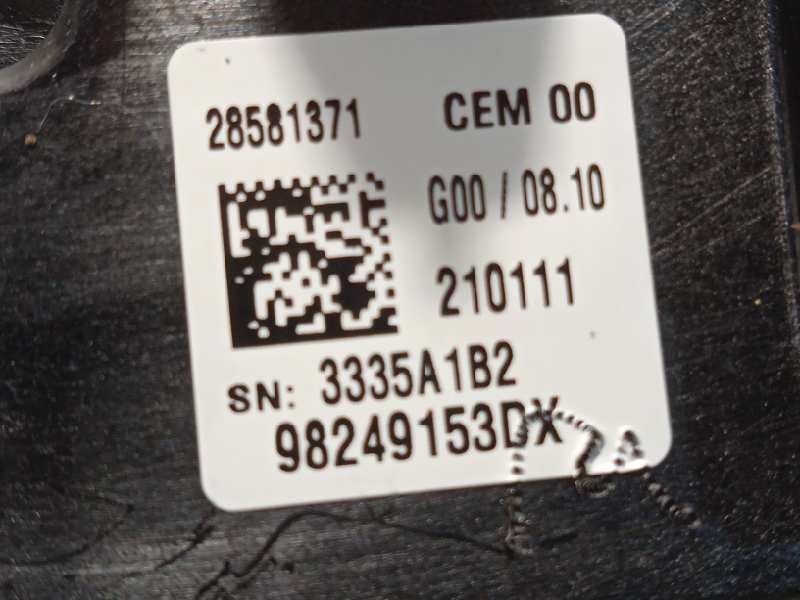 28581371 CEM 00
G00 / 08.10
210111
SN: 3335A1B2
98249153DX